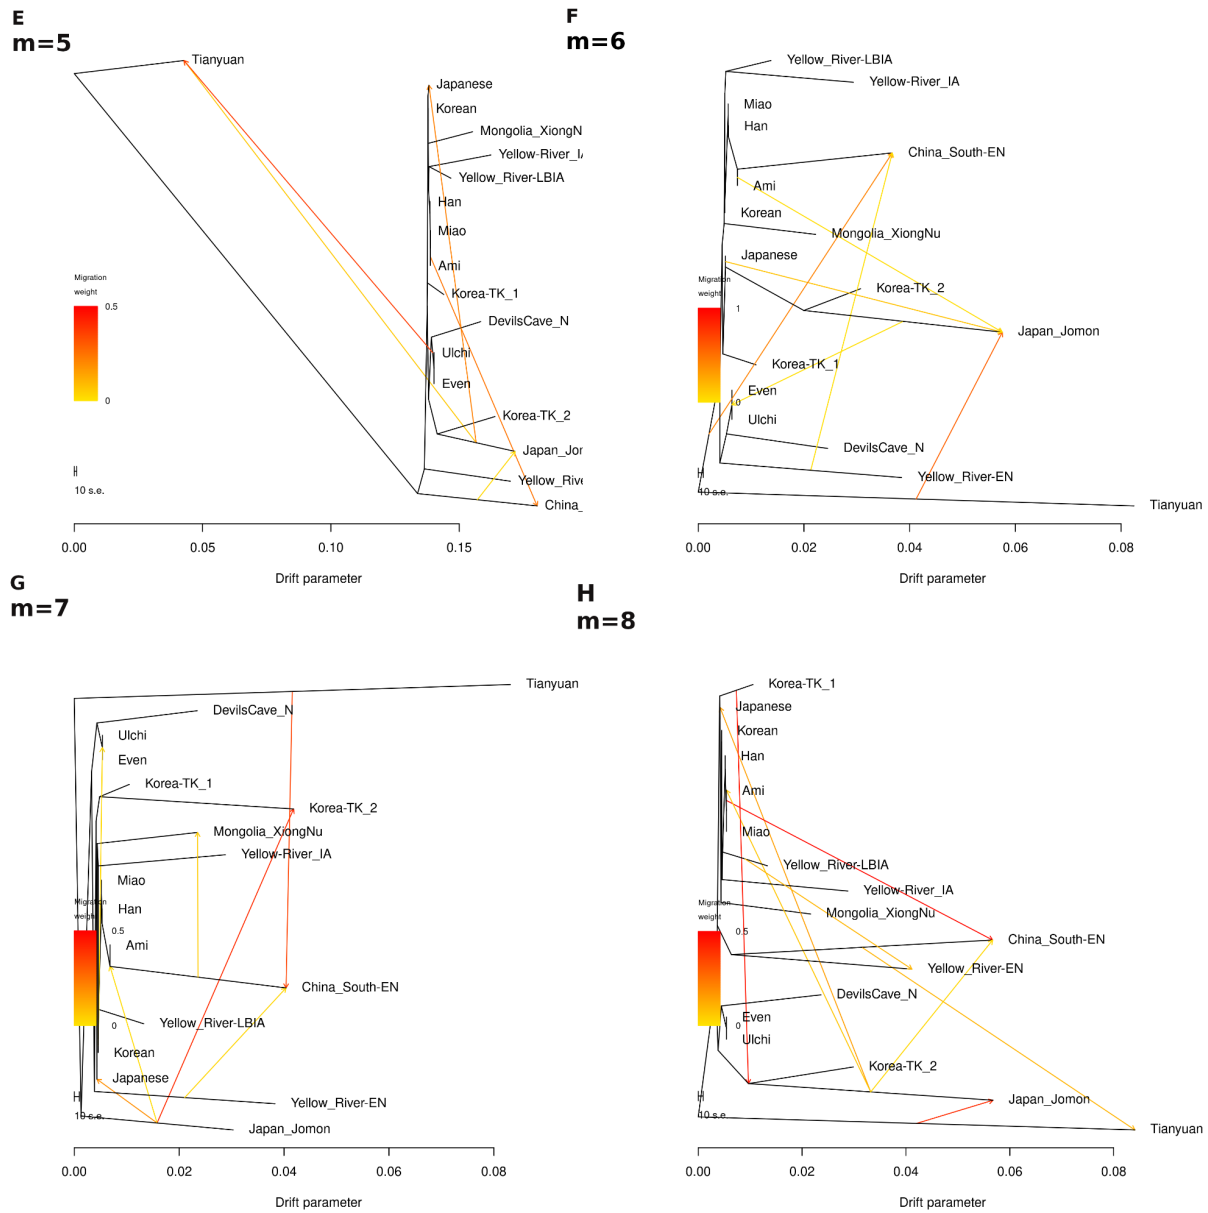 E
m=5
Tianyuan
Japanese
Korean
Mongolia_XiongN
Yellow-River_I
Yellow_River-LBIA
Han
Miao
Ami
Korea-TK_1
DevilsCave_N
Ulchi
Even
Korea-TK_2
Japan_Jor
Yellow_Rive
China_
Migration
weight
0.5
0
10 s.e.
0.00 0.05 0.10 0.15
Drift parameter
F
m=6
Yellow_River-LBIA
Yellow-River_IA
Miao
Han
China_South-EN
Ami
Korean
Mongolia_XiongNu
Japanese
Korea-TK_2
Japan_Jomon
Korea-TK_1
Even
Ulchi
DevilsCave_N
Yellow_River-EN
Tianyuan
Migration
weight
1
0
10 s.e.
0.00 0.02 0.04 0.06 0.08
Drift parameter
G
m=7
Tianyuan
DevilsCave_N
Ulchi
Even
Korea-TK_1
Korea-TK_2
Mongolia_XiongNu
Yellow-River_IA
Miao
Han
Ami
China_South-EN
Yellow_River-LBIA
Korean
Japanese
Yellow_River-EN
Japan_Jomon
Migration
weight
0.5
0
10 s.e.
0.00 0.02 0.04 0.06 0.08
Drift parameter
H
m=8
Korea-TK_1
Japanese
Korean
Han
Ami
Miao
Yellow_River-LBIA
Yellow-River_IA
Mongolia_XiongNu
China_South-EN
Yellow_River-EN
DevilsCave_N
Even
Ulchi
Korea-TK_2
Japan_Jomon
Tianyuan
Migration
weight
0.5
0
10 s.e.
0.00 0.02 0.04 0.06 0.08
Drift parameter